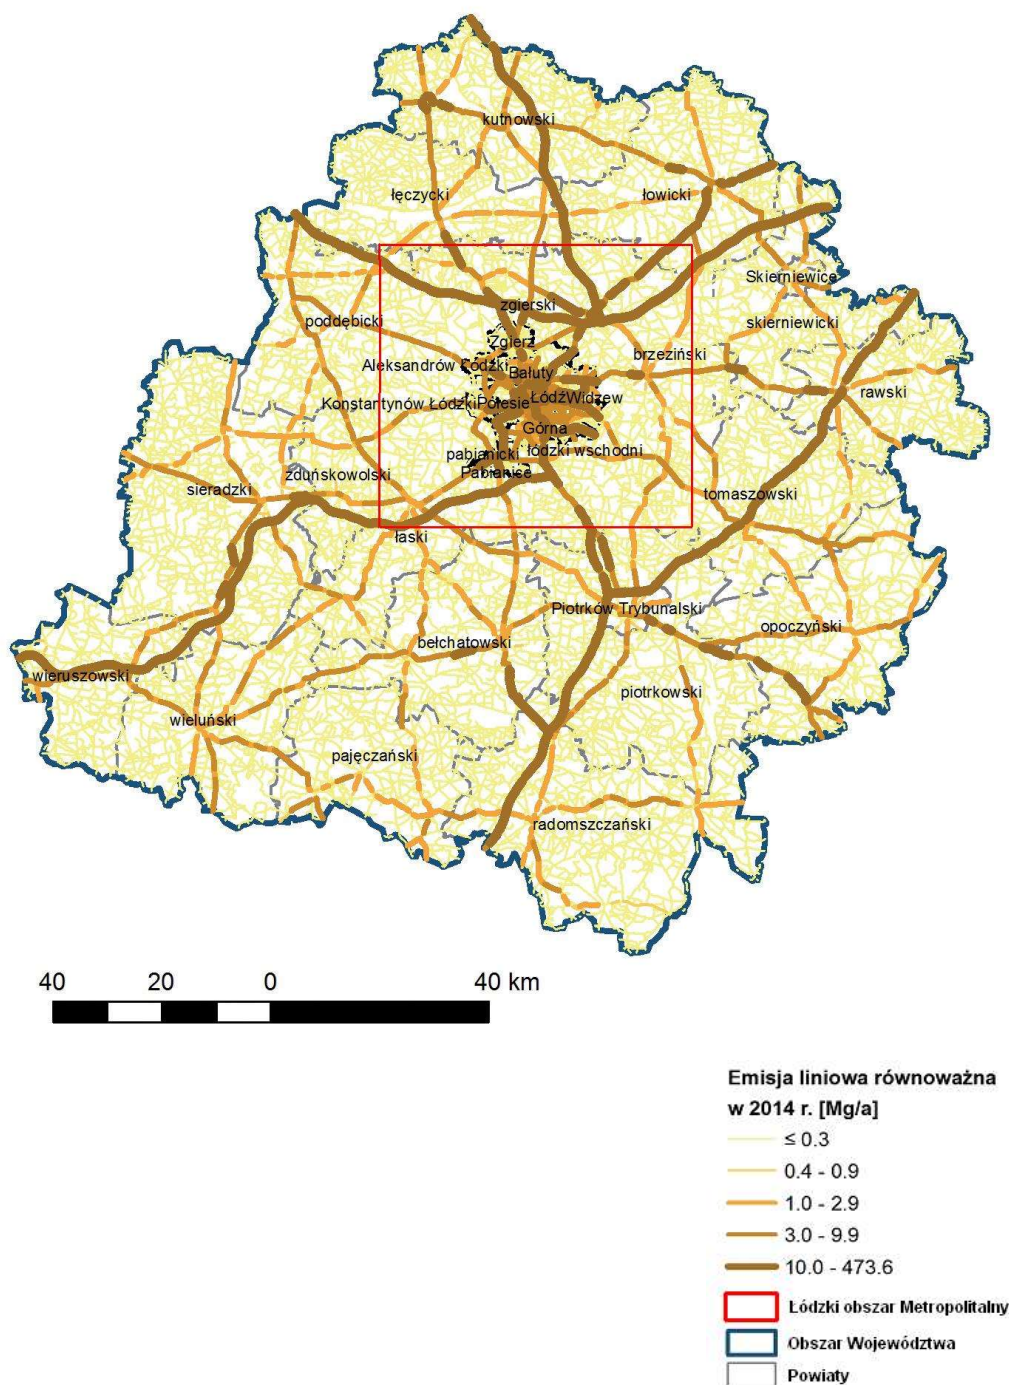 kutnowski
łęczycki
łowicki
Skierniewice
zgierski
poddębicki
skierniewicki
Zgierz
brzeziński
Aleksandrów Łódzki
Bałuty
rawski
Konstantynów Łódzki
Polesie
Łódź
Widzew
Górna
pabianicki
łódzki wschodni
Pabianice
zduńskowolski
sieradzki
tomaszowski
łaski
Piotrków Trybunalski
opoczyński
bełchatowski
wieruszowski
piotrkowski
wieluński
pajęczański
radomszczański
40 20 0 40 km
Emisja liniowa równoważna
w 2014 r. [Mg/a]
≤ 0.3
0.4 - 0.9
1.0 - 2.9
3.0 - 9.9
10.0 - 473.6
Łódzki obszar Metropolitalny
Obszar Województwa
Powiaty